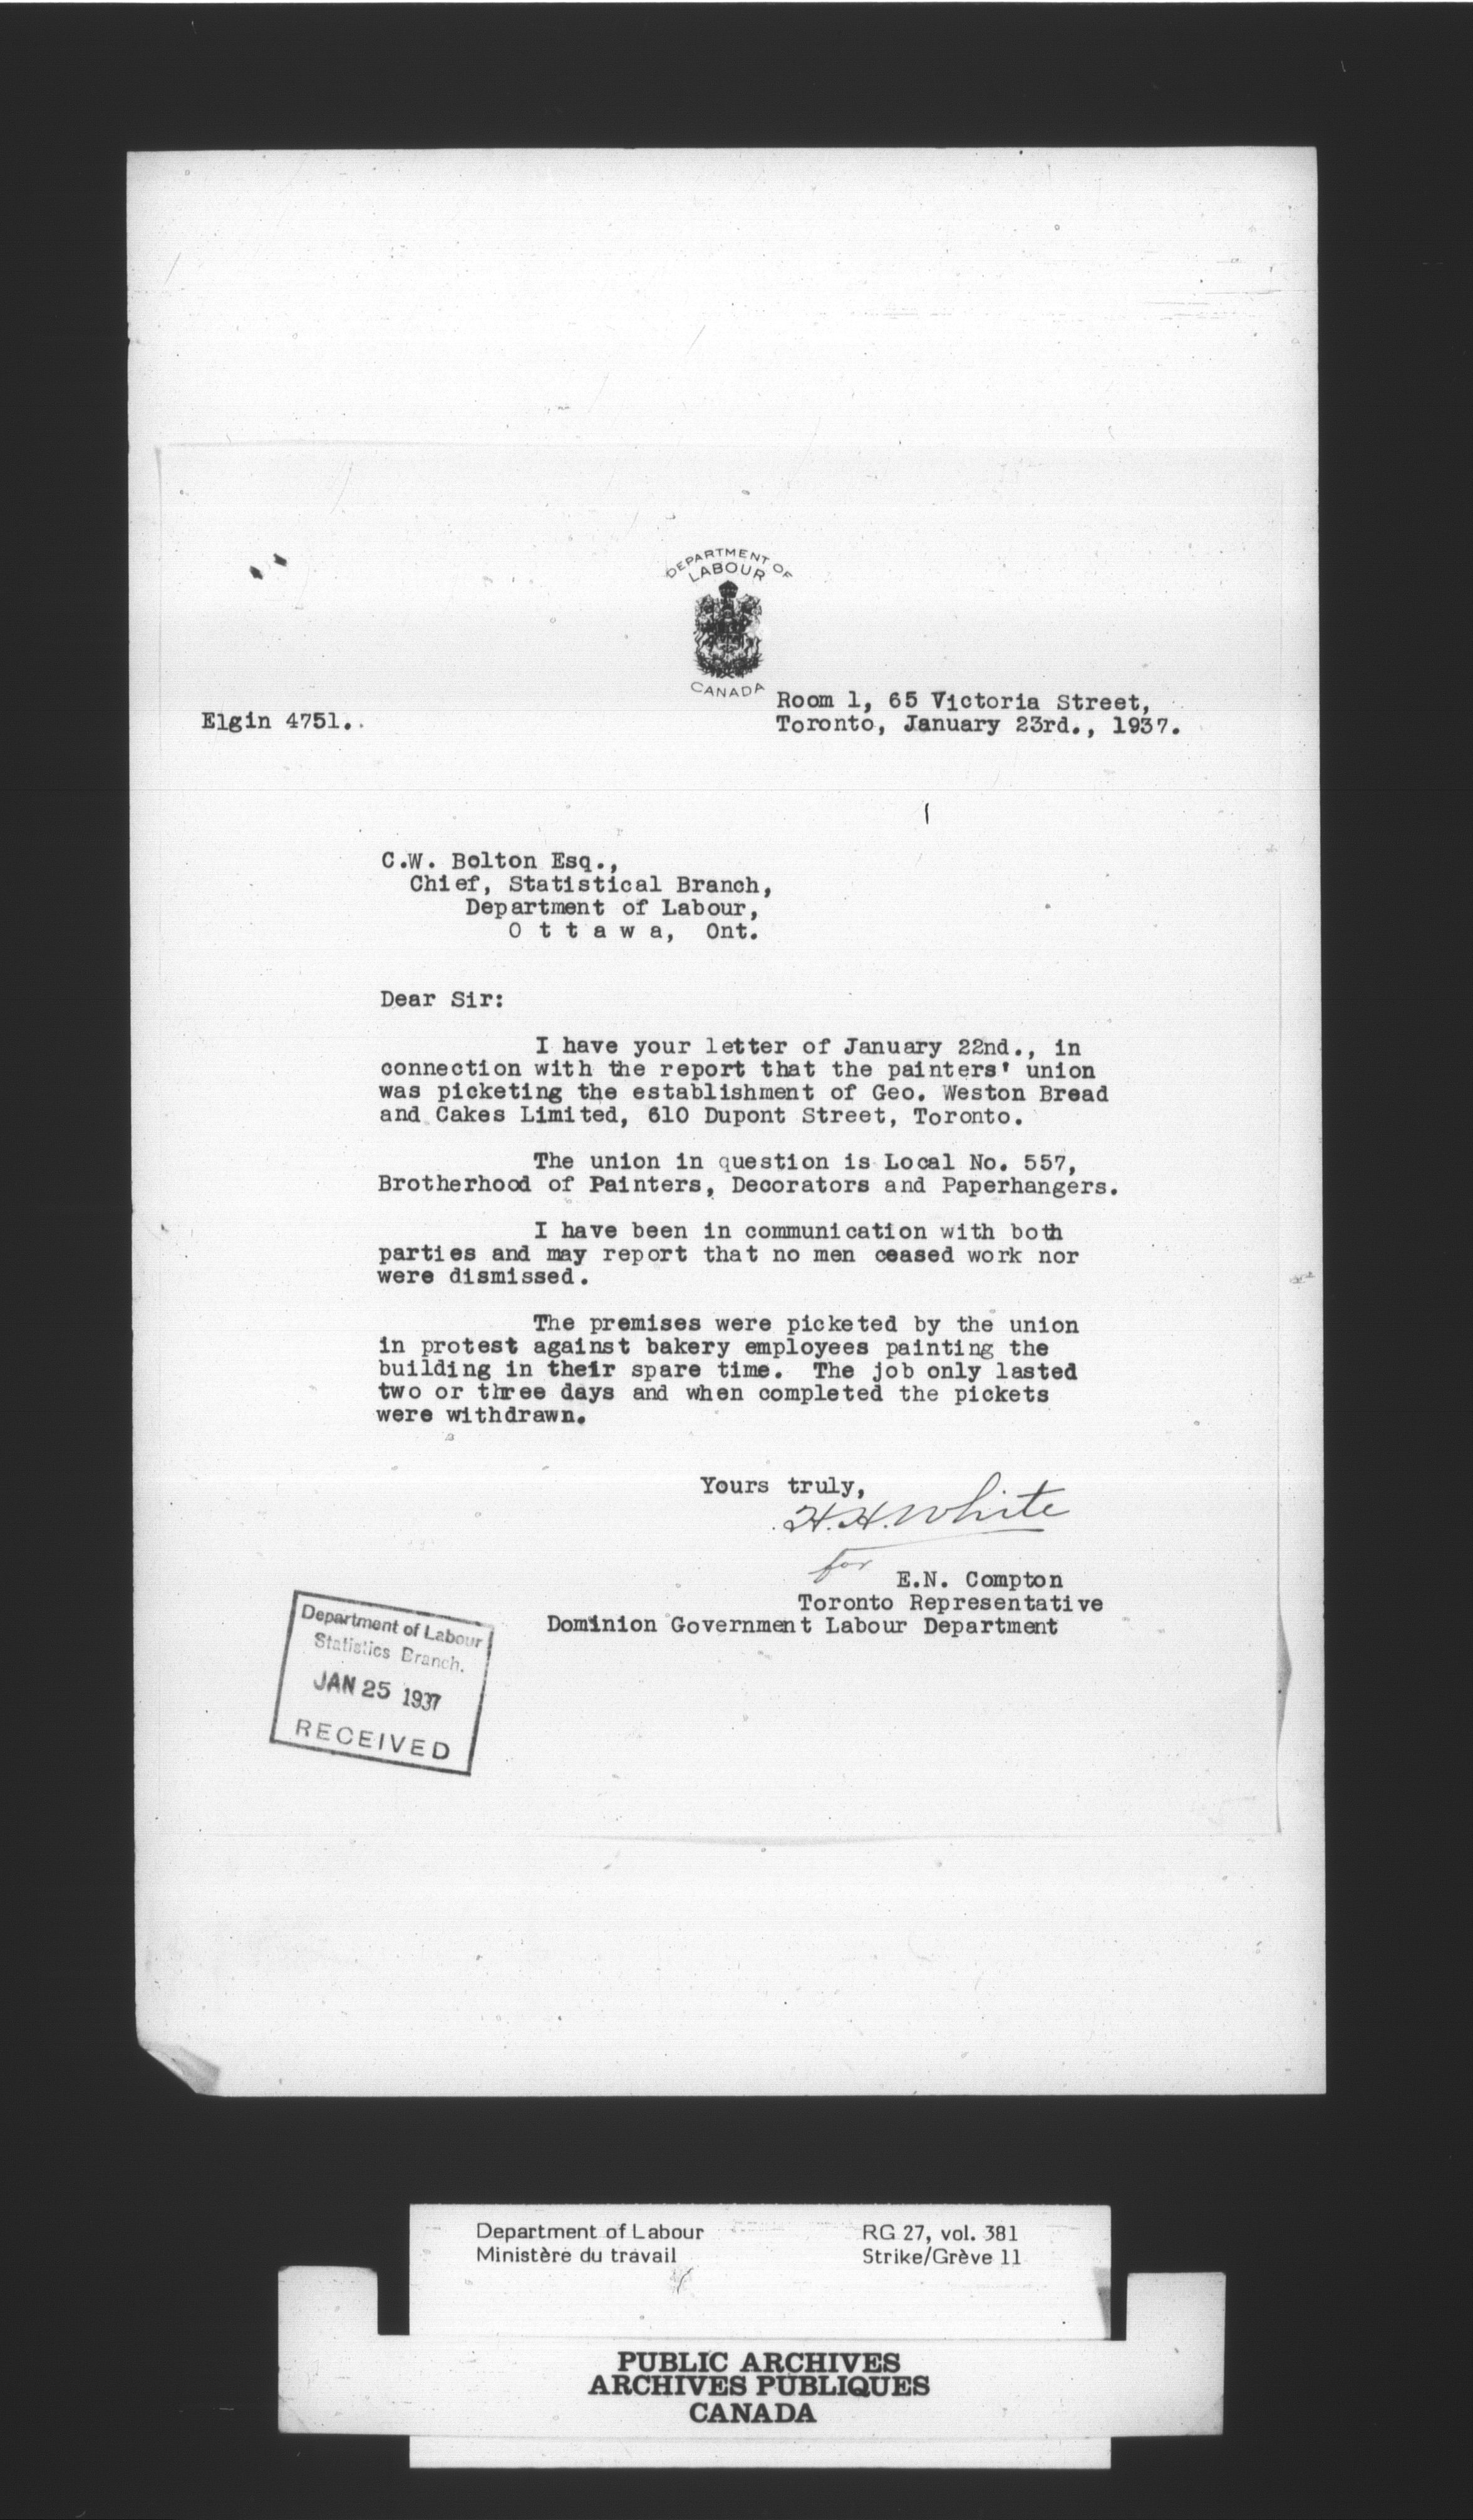 DEPARTMENT OF
LABOUR
CANADA
Room 1, 65 Victoria Street,
Elgin 4751..
Toronto, January 23rd., 1937.
C.W. Bolton Esq.,
Chief, Statistical Branch,
Department of Labour,
O t t a w a, Ont.
Dear Sir:
I have your letter of January 22nd., in
connection with the report that the painters' union
was picketing the establishment of Geo. Weston Bread
and Cakes Limited, 610 Dupont Street, Toronto.
The union in question is Local No. 557,
Brotherhood of Painters, Decorators and Paperhangers.
I have been in communication with both
parties and may report that no men ceased work nor
were dismissed.
The premises were picketed by the union
in protest against bakery employees painting the
building in their spare time. The job only lasted
two or three days and when completed the pickets
were withdrawn.
Yours truly,
H.H. White
for
E.N. Compton
Toronto Representative
Dominion Government Labour Department
Department of Labour
Statistics Branch.
JAN 25 1937
RECEIVED
Department of Labour
Ministère du travail
RG 27, vol. 381
Strike/Grève 11
PUBLIC ARCHIVES
ARCHIVES PUBLIQUES
CANADA